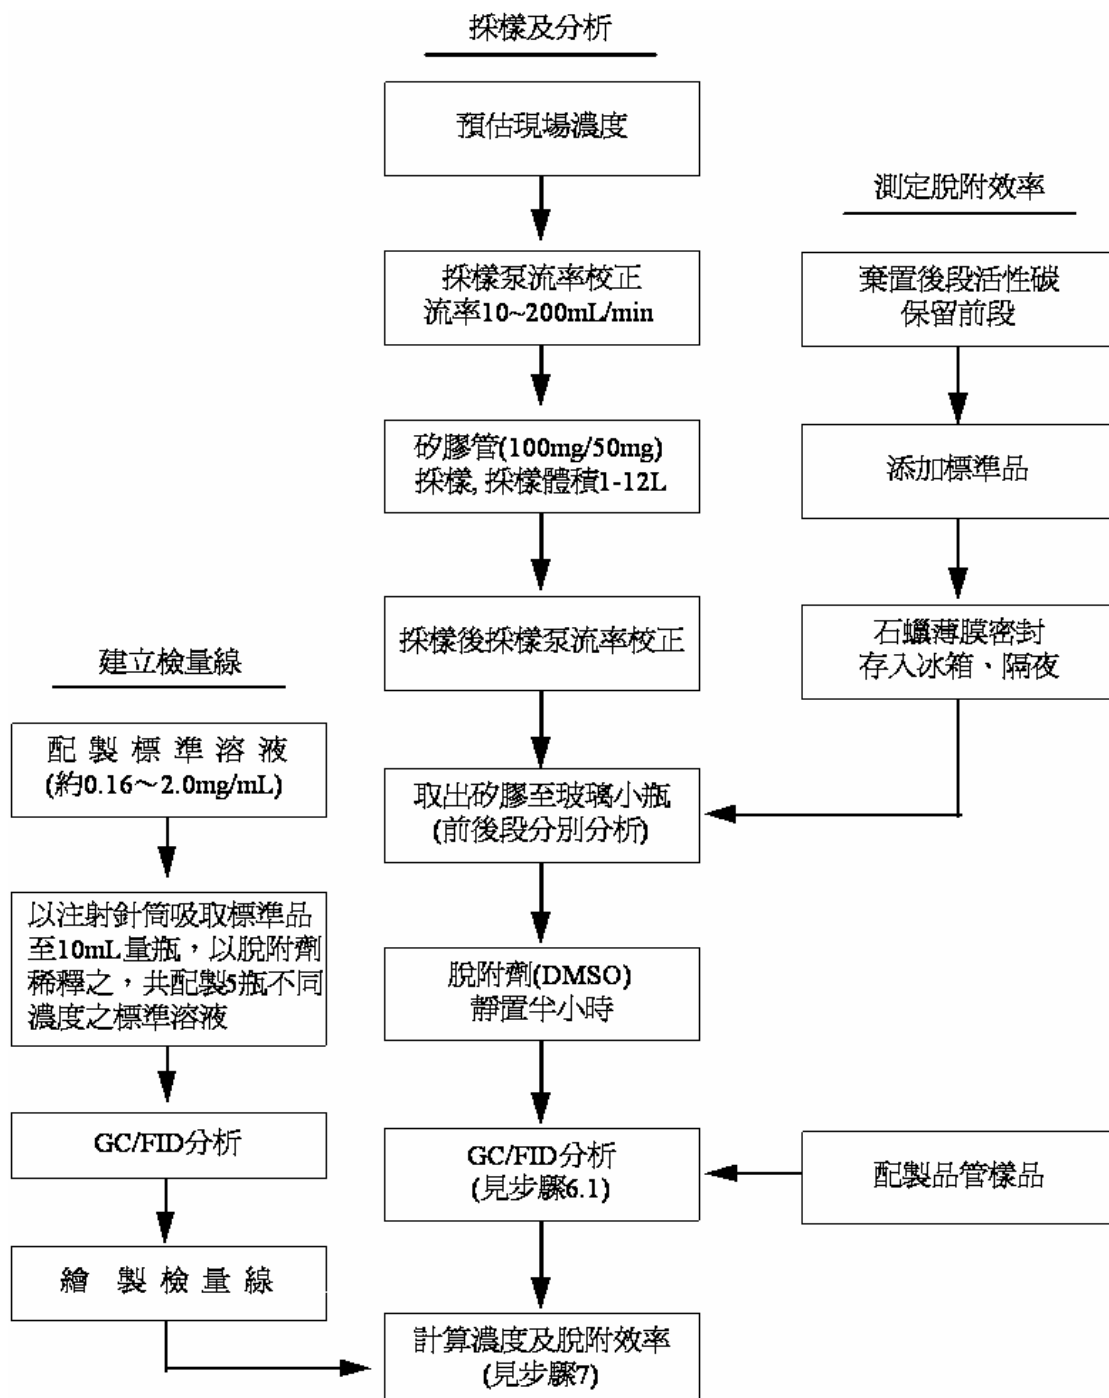 採樣及分析
預估現場濃度
採樣泵流率校正
流率10~200mL/min
矽膠管(100mg/50mg)
採樣, 採樣體積1-12L
採樣後採樣泵流率校正
取出矽膠至玻璃小瓶
(前後段分別分析)
脫附劑(DMSO)
靜置半小時
GC/FID分析
(見步驟6.1)
計算濃度及脫附效率
(見步驟7)
測定脫附效率
棄置後段活性碳
保留前段
添加標準品
石蠟薄膜密封
存入冰箱、隔夜
配製品管樣品
建立檢量線
配 製 標 準 溶 液
(約0.16～2.0mg/mL)
以注射針筒吸取標準品
至10mL量瓶，以脫附劑
稀釋之，共配製5瓶不同
濃度之標準溶液
GC/FID分析
繪 製 檢 量 線